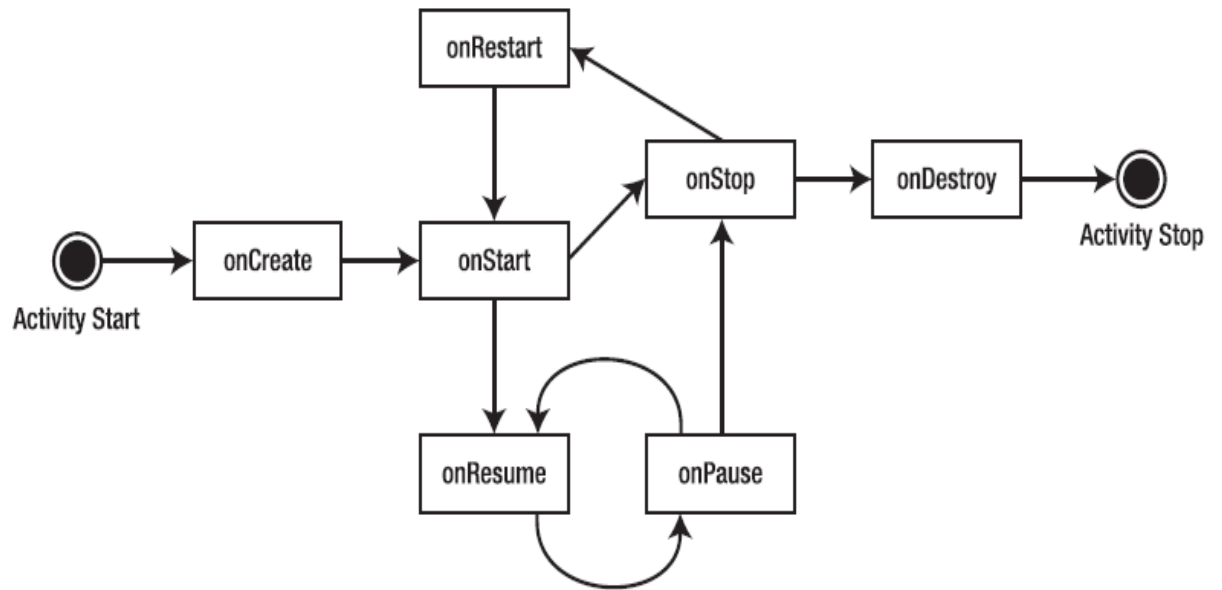 onRestart
onStop
onDestroy
Activity Stop
onCreate
onStart
Activity Start
onResume
onPause